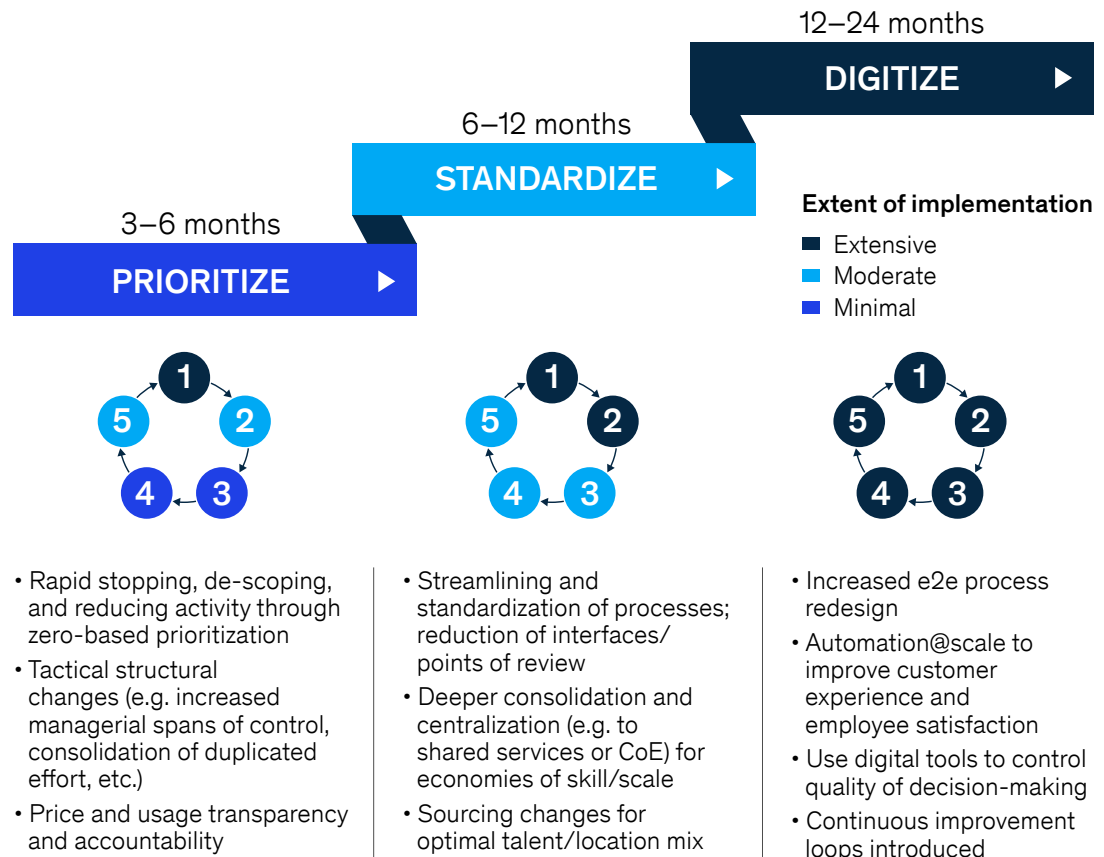 12–24 months
DIGITIZE
6–12 months
STANDARDIZE
3–6 months
PRIORITIZE
Extent of implementation
Extensive
Moderate
Minimal
1
2
3
4
5
1
2
3
4
5
1
2
3
4
5
• Rapid stopping, de-scoping,
and reducing activity through
zero-based prioritization
• Tactical structural
changes (e.g. increased
managerial spans of control,
consolidation of duplicated
effort, etc.)
• Price and usage transparency
and accountability
• Streamlining and
standardization of processes;
reduction of interfaces/
points of review
• Deeper consolidation and
centralization (e.g. to
shared services or CoE) for
economies of skill/scale
• Sourcing changes for
optimal talent/location mix
• Increased e2e process
redesign
• Automation@scale to
improve customer
experience and
employee satisfaction
• Use digital tools to control
quality of decision-making
• Continuous improvement
loops introduced